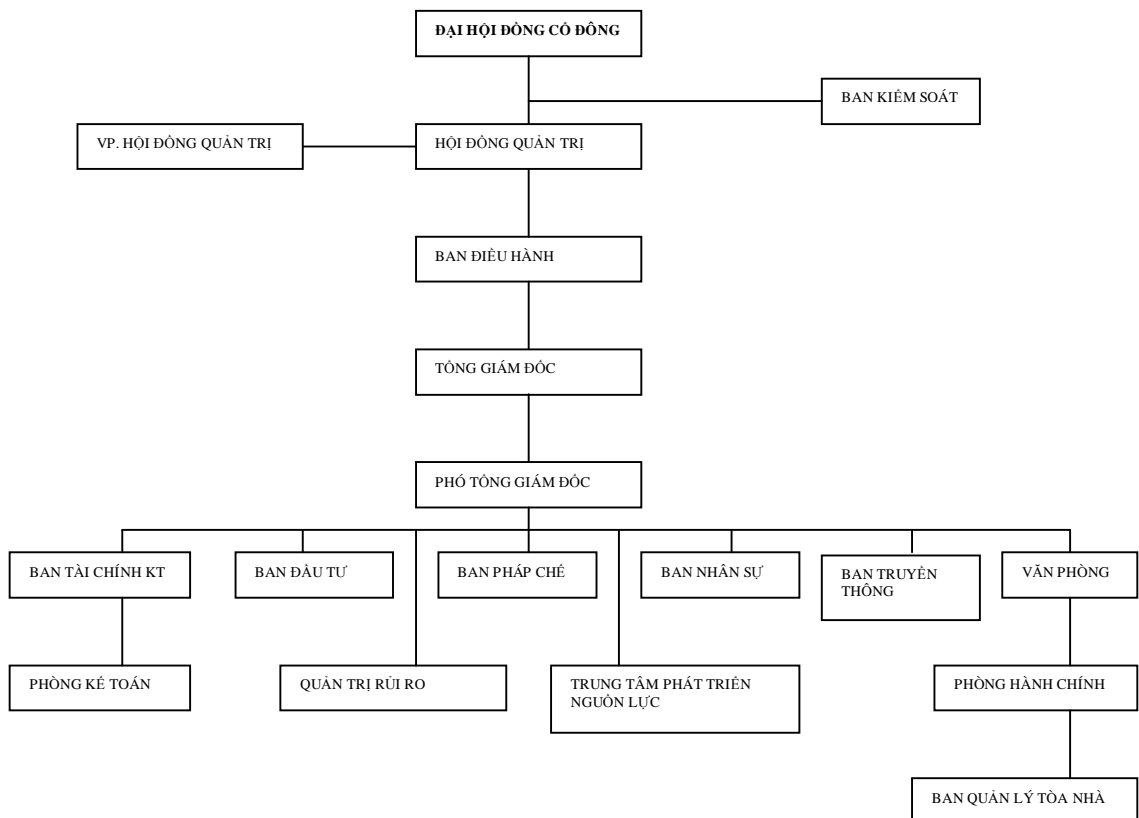 ĐẠI HỘI ĐỒNG CỔ ĐÔNG
BAN KIỂM SOÁT
VP. HỘI ĐỒNG QUẢN TRỊ
HỘI ĐỒNG QUẢN TRỊ
BAN ĐIỀU HÀNH
TỔNG GIÁM ĐỐC
PHÓ TỔNG GIÁM ĐỐC
BAN TÀI CHÍNH KT
BAN ĐẦU TƯ
BAN PHÁP CHẾ
BAN NHÂN SỰ
BAN TRUYỀN
THÔNG
VĂN PHÒNG
PHÒNG KẾ TOÁN
QUẢN TRỊ RỦI RO
TRUNG TÂM PHÁT TRIỂN
NGUỒN LỰC
PHÒNG HÀNH CHÍNH
BAN QUẢN LÝ TÒA NHÀ